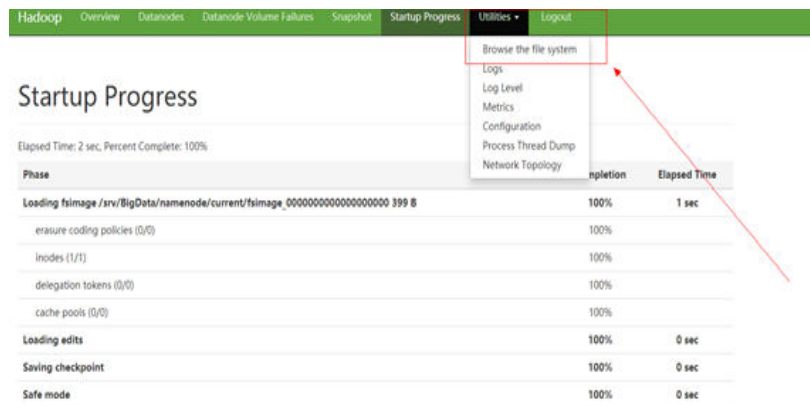 Hadoop Overview Datanodes Datanode Volume Failures Snapshot Startup Progress Utilities Logout
Browse the file system
Logs
Log Level
Metrics
Configuration
Process Thread Dump
Network Topology
Startup Progress
Elapsed Time: 2 sec, Percent Complete: 100%
Phase mpletion Elapsed Time
Loading fsimage /srv/BigData/namenode/current/fsimage_0000000000000000000 399 B 100% 1 sec
erasure coding policies (0/0) 100%
inodes (1/1) 100%
delegation tokens (0/0) 100%
cache pools (0/0) 100%
Loading edits 100% 0 sec
Saving checkpoint 100% 0 sec
Safe mode 100% 0 sec